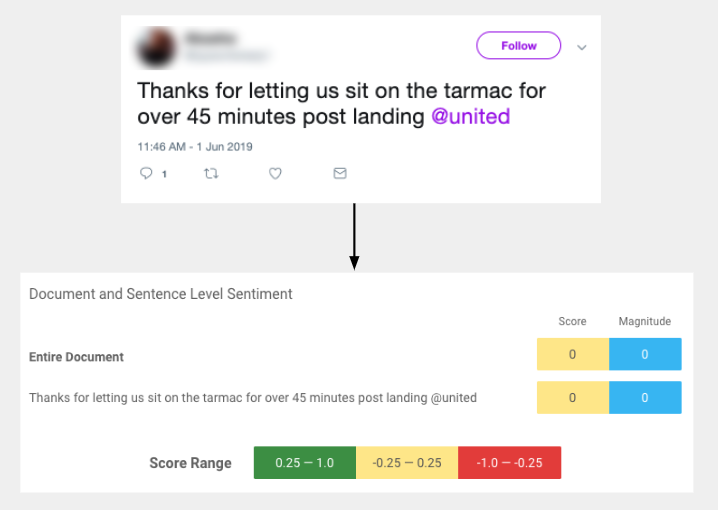 Follow
Thanks for letting us sit on the tarmac for
over 45 minutes post landing @united
11:46 AM - 1 Jun 2019
1
Document and Sentence Level Sentiment
Score Magnitude
Entire Document 0 0
Thanks for letting us sit on the tarmac for over 45 minutes post landing @united 0 0
Score Range 0.25 — 1.0 -0.25 — 0.25 -1.0 — -0.25